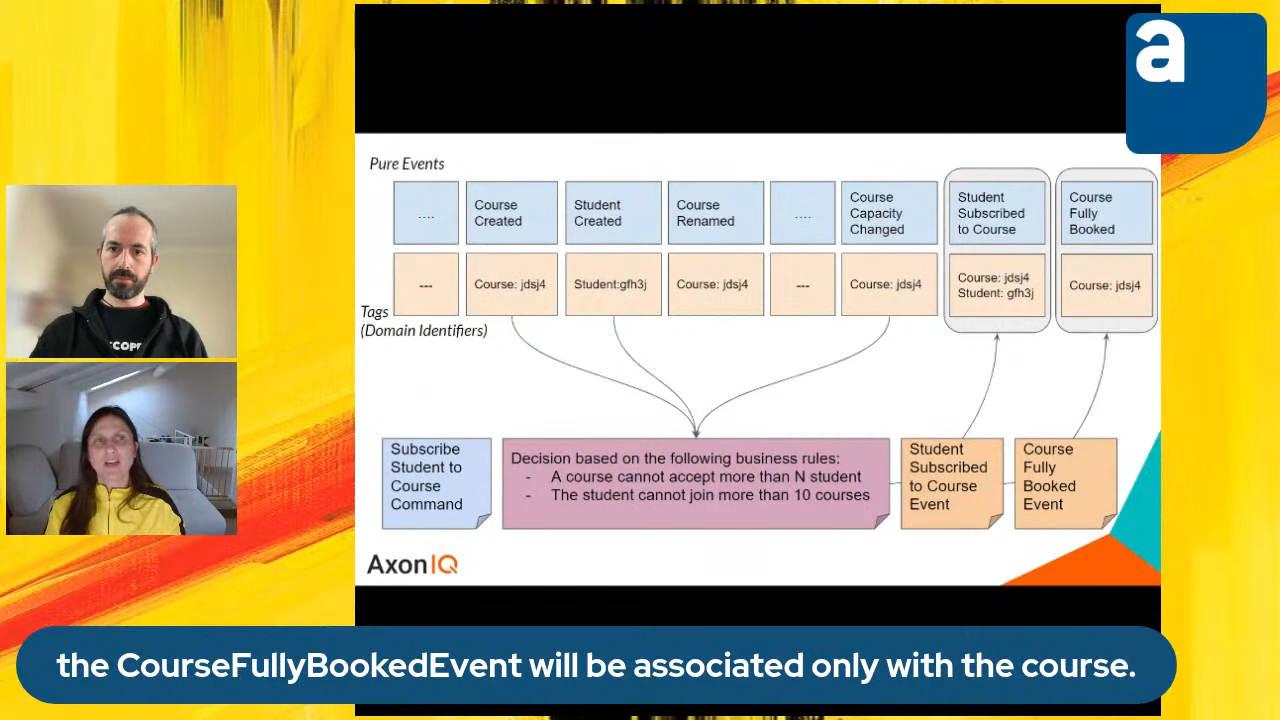 a
Pure Events
....
Course
Created
Student
Created
Course
Renamed
....
Course
Capacity
Changed
Student
Subscribed
to Course
Course
Fully
Booked
---
Course: jdsj4
Student:gfh3j
Course: jdsj4
---
Course: jdsj4
Course: jdsj4
Student: gfh3j
Course: jdsj4
Tags
(Domain Identifiers)
Subscribe
Student to
Course
Command
Decision based on the following business rules:
- A course cannot accept more than N student
- The student cannot join more than 10 courses
Student
Subscribed
to Course
Event
Course
Fully
Booked
Event
AxonIQ
the CourseFullyBookedEvent will be associated only with the course.